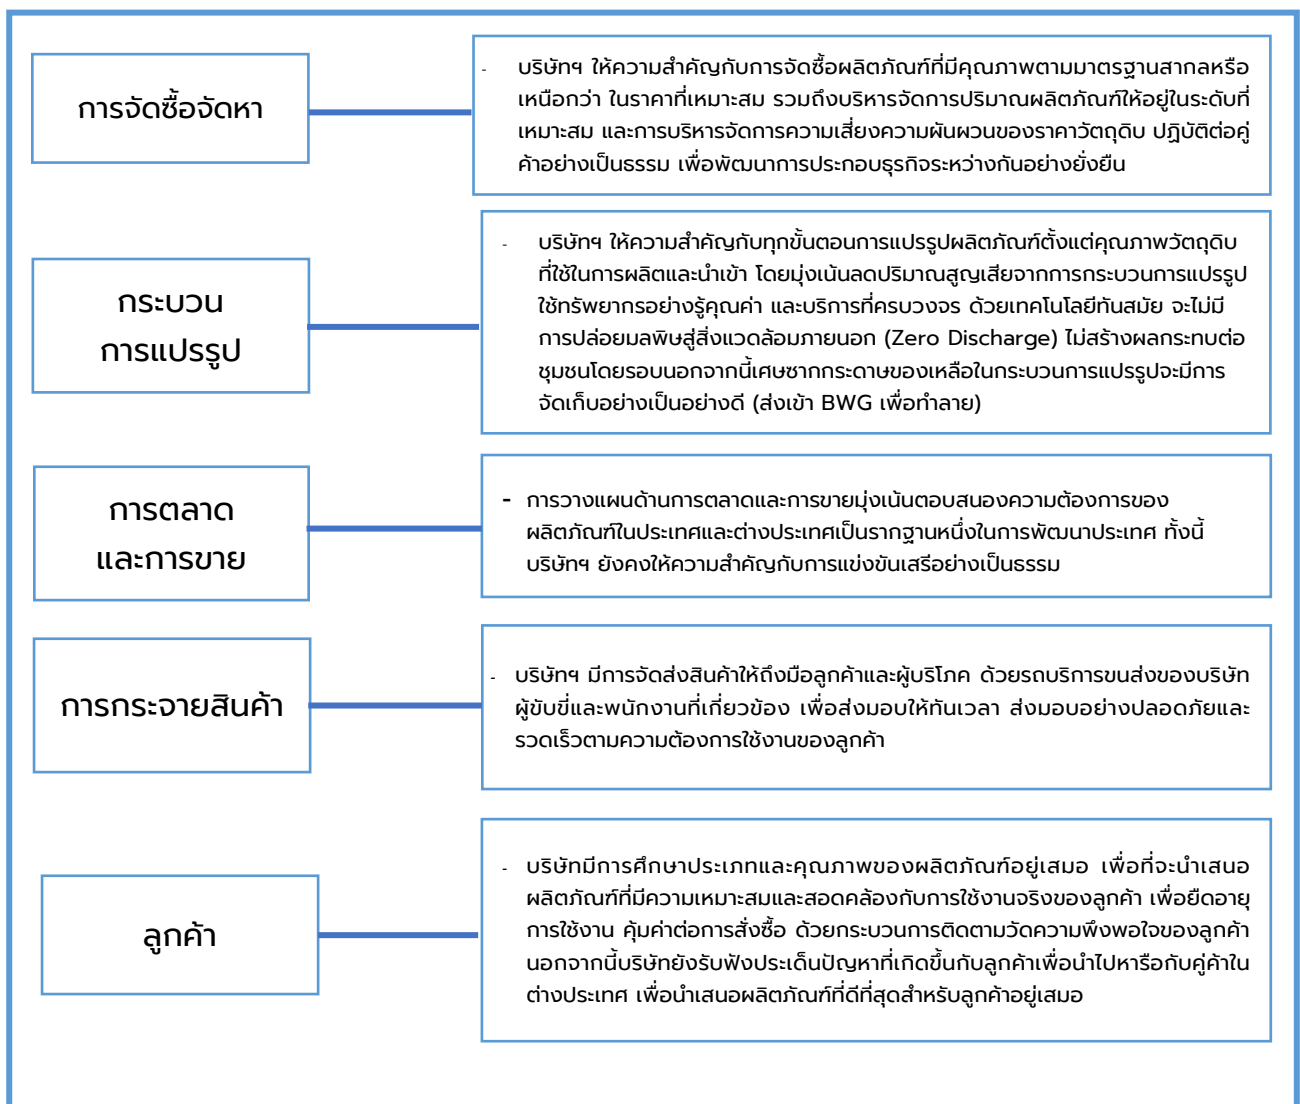 การจัดซื้อจัดหา
- บริษัทฯ ให้ความสำคัญกับการจัดซื้อผลิตภัณฑ์ที่มีคุณภาพตามมาตรฐานสากลหรือ
เหนือกว่า ในราคาที่เหมาะสม รวมถึงบริหารจัดการปริมาณผลิตภัณฑ์ให้อยู่ในระดับที่
เหมาะสม และการบริหารจัดการความเสี่ยงความผันผวนของราคาวัตถุดิบ ปฏิบัติต่อคู่
ค้าอย่างเป็นธรรม เพื่อพัฒนาการประกอบธุรกิจระหว่างกันอย่างยั่งยืน
กระบวน
การแปรรูป
- บริษัทฯ ให้ความสำคัญกับทุกขั้นตอนการแปรรูปผลิตภัณฑ์ตั้งแต่คุณภาพวัตถุดิบ
ที่ใช้ในการผลิตและนำเข้า โดยมุ่งเน้นลดปริมาณสูญเสียจากการกระบวนการแปรรูป
ใช้ทรัพยากรอย่างรู้คุณค่า และบริการที่ครบวงจร ด้วยเทคโนโลยีทันสมัย จะไม่มี
การปล่อยมลพิษสู่สิ่งแวดล้อมภายนอก (Zero Discharge) ไม่สร้างผลกระทบต่อ
ชุมชนโดยรอบนอกจากนี้เศษซากกระดาษของเหลือในกระบวนการแปรรูปจะมีการ
จัดเก็บอย่างเป็นอย่างดี (ส่งเข้า BWG เพื่อทำลาย)
การตลาด
และการขาย
- การวางแผนด้านการตลาดและการขายมุ่งเน้นตอบสนองความต้องการของ
ผลิตภัณฑ์ในประเทศและต่างประเทศเป็นรากฐานหนึ่งในการพัฒนาประเทศ ทั้งนี้
บริษัทฯ ยังคงให้ความสำคัญกับการแข่งขันเสรีอย่างเป็นธรรม
การกระจายสินค้า
- บริษัทฯ มีการจัดส่งสินค้าให้ถึงมือลูกค้าและผู้บริโภค ด้วยรถบริการขนส่งของบริษัท
ผู้ขับขี่และพนักงานที่เกี่ยวข้อง เพื่อส่งมอบให้ทันเวลา ส่งมอบอย่างปลอดภัยและ
รวดเร็วตามความต้องการใช้งานของลูกค้า
ลูกค้า
- บริษัทมีการศึกษาประเภทและคุณภาพของผลิตภัณฑ์อยู่เสมอ เพื่อที่จะนำเสนอ
ผลิตภัณฑ์ที่มีความเหมาะสมและสอดคล้องกับการใช้งานจริงของลูกค้า เพื่อยืดอายุ
การใช้งาน คุ้มค่าต่อการสั่งซื้อ ด้วยกระบวนการติดตามวัดความพึงพอใจของลูกค้า
นอกจากนี้บริษัทยังรับฟังประเด็นปัญหาที่เกิดขึ้นกับลูกค้าเพื่อนำไปหารือกับคู่ค้าใน
ต่างประเทศ เพื่อนำเสนอผลิตภัณฑ์ที่ดีที่สุดสำหรับลูกค้าอยู่เสมอ